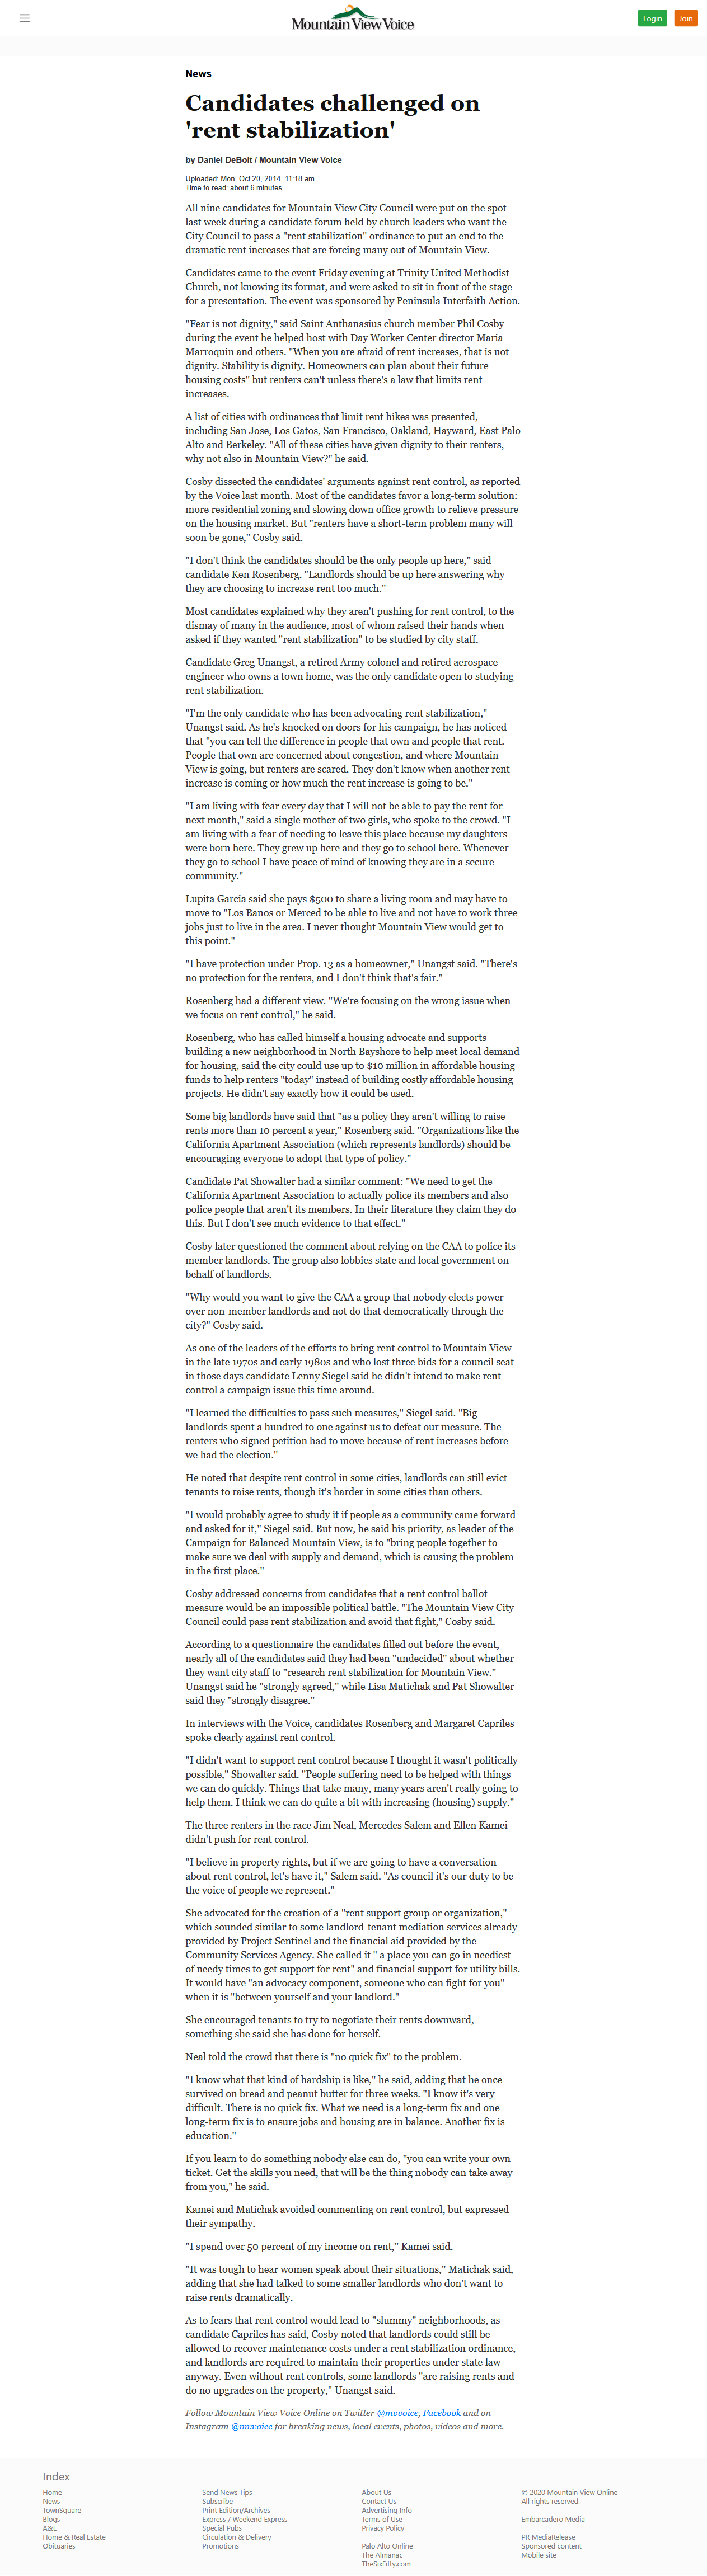 Mountain View Voice
Login
Join
News
Candidates challenged on
'rent stabilization'
by Daniel DeBolt / Mountain View Voice
Uploaded: Mon, Oct 20, 2014, 11:18 am
Time to read: about 6 minutes
All nine candidates for Mountain View City Council were put on the spot
last week during a candidate forum held by church leaders who want the
City Council to pass a "rent stabilization" ordinance to put an end to the
dramatic rent increases that are forcing many out of Mountain View.
Candidates came to the event Friday evening at Trinity United Methodist
Church, not knowing its format, and were asked to sit in front of the stage
for a presentation. The event was sponsored by Peninsula Interfaith Action.
"Fear is not dignity," said Saint Anthanasius church member Phil Cosby
during the event he helped host with Day Worker Center director Maria
Marroquin and others. "When you are afraid of rent increases, that is not
dignity. Stability is dignity. Homeowners can plan about their future
housing costs" but renters can't unless there's a law that limits rent
increases.
A list of cities with ordinances that limit rent hikes was presented,
including San Jose, Los Gatos, San Francisco, Oakland, Hayward, East Palo
Alto and Berkeley. "All of these cities have given dignity to their renters,
why not also in Mountain View?" he said.
Cosby dissected the candidates' arguments against rent control, as reported
by the Voice last month. Most of the candidates favor a long-term solution:
more residential zoning and slowing down office growth to relieve pressure
on the housing market. But "renters have a short-term problem many will
soon be gone," Cosby said.
"I don't think the candidates should be the only people up here," said
candidate Ken Rosenberg. "Landlords should be up here answering why
they are choosing to increase rent too much."
Most candidates explained why they aren't pushing for rent control, to the
dismay of many in the audience, most of whom raised their hands when
asked if they wanted "rent stabilization" to be studied by city staff.
Candidate Greg Unangst, a retired Army colonel and retired aerospace
engineer who owns a town home, was the only candidate open to studying
rent stabilization.
"I'm the only candidate who has been advocating rent stabilization,"
Unangst said. As he's knocked on doors for his campaign, he has noticed
that "you can tell the difference in people that own and people that rent.
People that own are concerned about congestion, and where Mountain
View is going, but renters are scared. They don't know when another rent
increase is coming or how much the rent increase is going to be."
"I am living with fear every day that I will not be able to pay the rent for
next month," said a single mother of two girls, who spoke to the crowd. "I
am living with a fear of needing to leave this place because my daughters
were born here. They grew up here and they go to school here. Whenever
they go to school I have peace of mind of knowing they are in a secure
community."
Lupita Garcia said she pays $500 to share a living room and may have to
move to "Los Banos or Merced to be able to live and not have to work three
jobs just to live in the area. I never thought Mountain View would get to
this point."
"I have protection under Prop. 13 as a homeowner," Unangst said. "There's
no protection for the renters, and I don't think that's fair."
Rosenberg had a different view. "We're focusing on the wrong issue when
we focus on rent control," he said.
Rosenberg, who has called himself a housing advocate and supports
building a new neighborhood in North Bayshore to help meet local demand
for housing, said the city could use up to $10 million in affordable housing
funds to help renters "today" instead of building costly affordable housing
projects. He didn't say exactly how it could be used.
Some big landlords have said that "as a policy they aren't willing to raise
rents more than 10 percent a year," Rosenberg said. "Organizations like the
California Apartment Association (which represents landlords) should be
encouraging everyone to adopt that type of policy."
Candidate Pat Showalter had a similar comment: "We need to get the
California Apartment Association to actually police its members and also
police people that aren't its members. In their literature they claim they do
this. But I don't see much evidence to that effect."
Cosby later questioned the comment about relying on the CAA to police its
member landlords. The group also lobbies state and local government on
behalf of landlords.
"Why would you want to give the CAA a group that nobody elects power
over non-member landlords and not do that democratically through the
city?" Cosby said.
As one of the leaders of the efforts to bring rent control to Mountain View
in the late 1970s and early 1980s and who lost three bids for a council seat
in those days candidate Lenny Siegel said he didn't intend to make rent
control a campaign issue this time around.
"I learned the difficulties to pass such measures," Siegel said. "Big
landlords spent a hundred to one against us to defeat our measure. The
renters who signed petition had to move because of rent increases before
we had the election."
He noted that despite rent control in some cities, landlords can still evict
tenants to raise rents, though it's harder in some cities than others.
"I would probably agree to study it if people as a community came forward
and asked for it," Siegel said. But now, he said his priority, as leader of the
Campaign for Balanced Mountain View, is to "bring people together to
make sure we deal with supply and demand, which is causing the problem
in the first place."
Cosby addressed concerns from candidates that a rent control ballot
measure would be an impossible political battle. "The Mountain View City
Council could pass rent stabilization and avoid that fight," Cosby said.
According to a questionnaire the candidates filled out before the event,
nearly all of the candidates said they had been "undecided" about whether
they want city staff to "research rent stabilization for Mountain View."
Unangst said he "strongly agreed," while Lisa Matichak and Pat Showalter
said they "strongly disagree."
In interviews with the Voice, candidates Rosenberg and Margaret Capriles
spoke clearly against rent control.
"I didn't want to support rent control because I thought it wasn't politically
possible," Showalter said. "People suffering need to be helped with things
we can do quickly. Things that take many, many years aren't really going to
help them. I think we can do quite a bit with increasing (housing) supply."
The three renters in the race Jim Neal, Mercedes Salem and Ellen Kamei
didn't push for rent control.
"I believe in property rights, but if we are going to have a conversation
about rent control, let's have it," Salem said. "As council it's our duty to be
the voice of people we represent."
She advocated for the creation of a "rent support group or organization,"
which sounded similar to some landlord-tenant mediation services already
provided by Project Sentinel and the financial aid provided by the
Community Services Agency. She called it " a place you can go in neediest
of needy times to get support for rent" and financial support for utility bills.
It would have "an advocacy component, someone who can fight for you"
when it is "between yourself and your landlord."
She encouraged tenants to try to negotiate their rents downward,
something she said she has done for herself.
Neal told the crowd that there is "no quick fix" to the problem.
"I know what that kind of hardship is like," he said, adding that he once
survived on bread and peanut butter for three weeks. "I know it's very
difficult. There is no quick fix. What we need is a long-term fix and one
long-term fix is to ensure jobs and housing are in balance. Another fix is
education."
If you learn to do something nobody else can do, "you can write your own
ticket. Get the skills you need, that will be the thing nobody can take away
from you," he said.
Kamei and Matichak avoided commenting on rent control, but expressed
their sympathy.
"I spend over 50 percent of my income on rent," Kamei said.
"It was tough to hear women speak about their situations," Matichak said,
adding that she had talked to some smaller landlords who don't want to
raise rents dramatically.
As to fears that rent control would lead to "slummy" neighborhoods, as
candidate Capriles has said, Cosby noted that landlords could still be
allowed to recover maintenance costs under a rent stabilization ordinance,
and landlords are required to maintain their properties under state law
anyway. Even without rent controls, some landlords "are raising rents and
do no upgrades on the property," Unangst said.
Follow Mountain View Voice Online on Twitter @mvvoice, Facebook and on
Instagram @mvvoice for breaking news, local events, photos, videos and more.
Index
Home
News
TownSquare
Blogs
A&E
Home & Real Estate
Obituaries
Send News Tips
Subscribe
Print Edition/Archives
Express / Weekend Express
Special Pubs
Circulation & Delivery
Promotions
About Us
Contact Us
Advertising Info
Terms of Use
Privacy Policy
Palo Alto Online
The Almanac
TheSixFifty.com
© 2020 Mountain View Online
All rights reserved.
Embarcadero Media
PR MediaRelease
Sponsored content
Mobile site